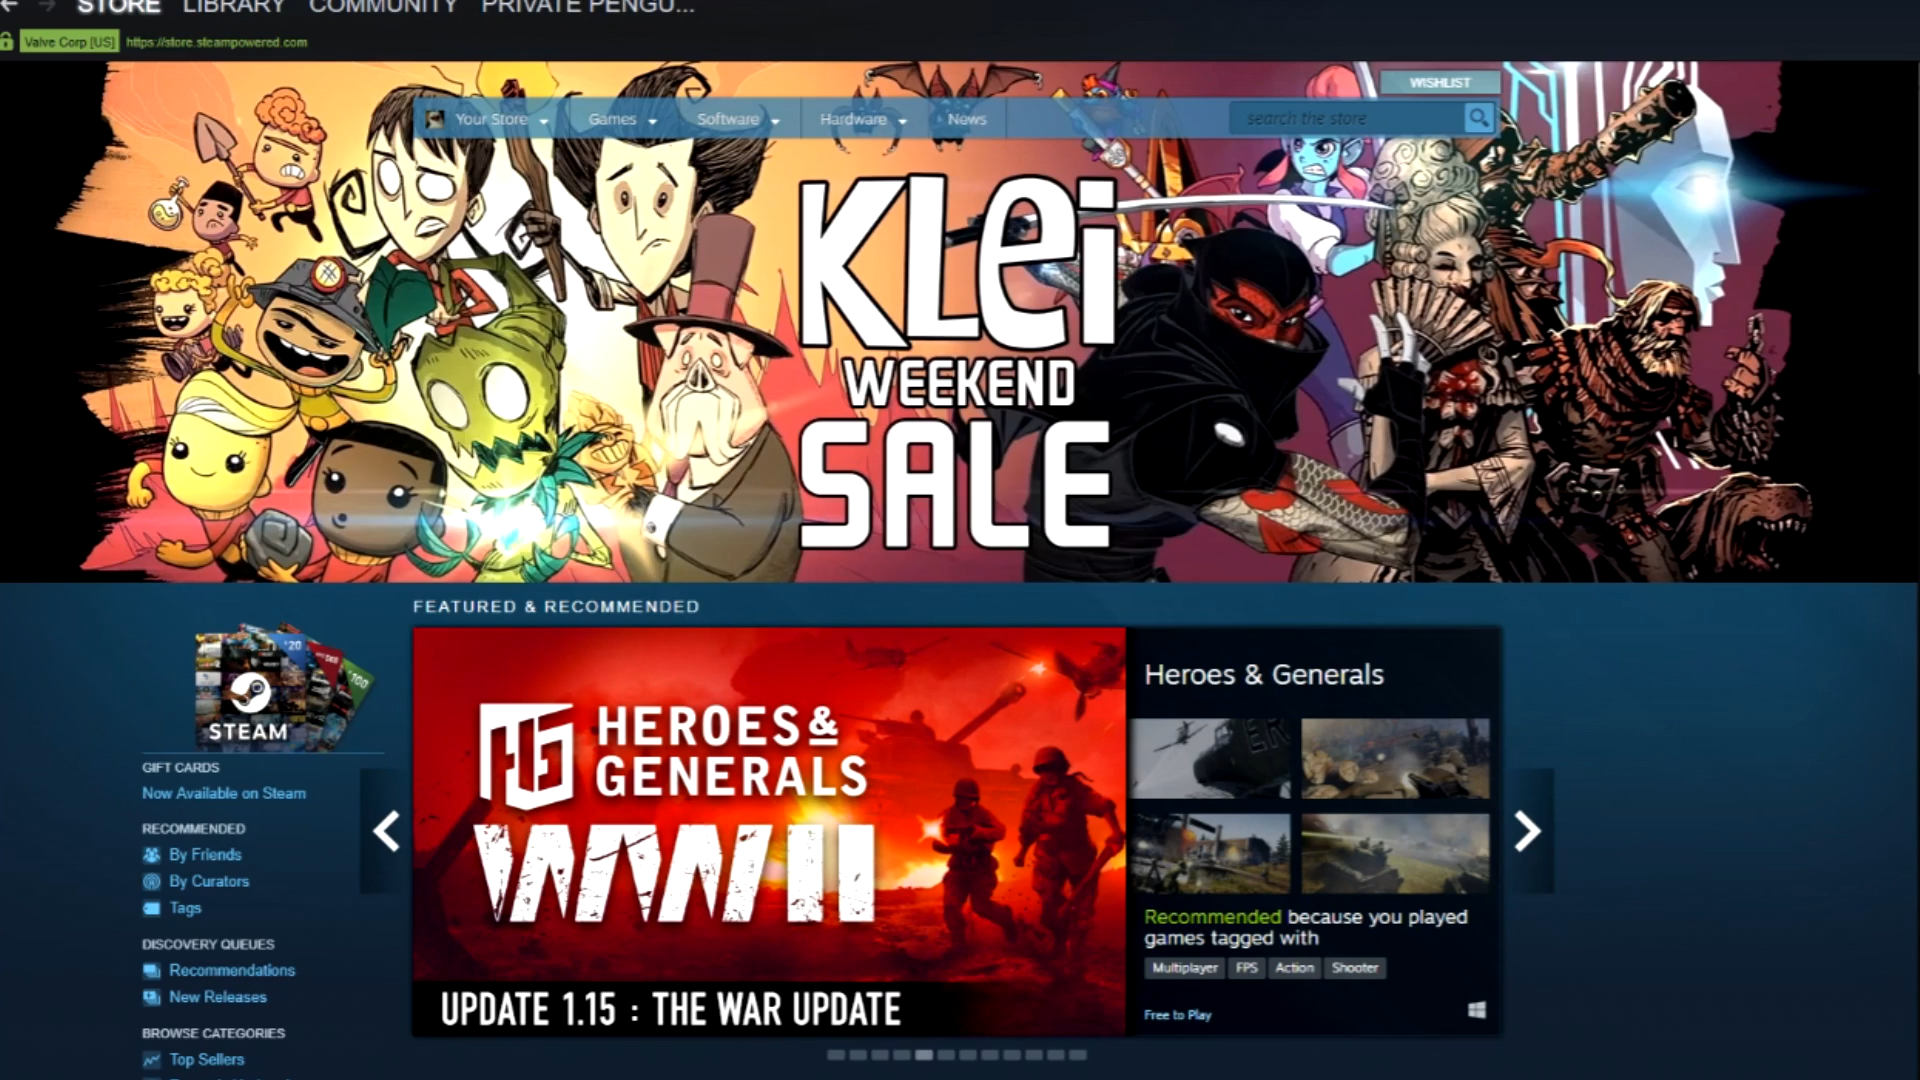 STORE LIBRARY COMMUNITY PRIVATE PENGU...
Valve Corp [US] https://store.steampowered.com
WISHLIST
Your Store Games Software Hardware News search the store
KLei
WEEKEND
SALE
FEATURED & RECOMMENDED
$20
$100
STEAM
GIFT CARDS
Now Available on Steam
RECOMMENDED
By Friends
By Curators
Tags
DISCOVERY QUEUES
Recommendations
New Releases
BROWSE CATEGORIES
Top Sellers
HG HEROES &
GENERALS
WWII
UPDATE 1.15 : THE WAR UPDATE
Heroes & Generals
Recommended because you played
games tagged with
Multiplayer FPS Action Shooter
Free to Play